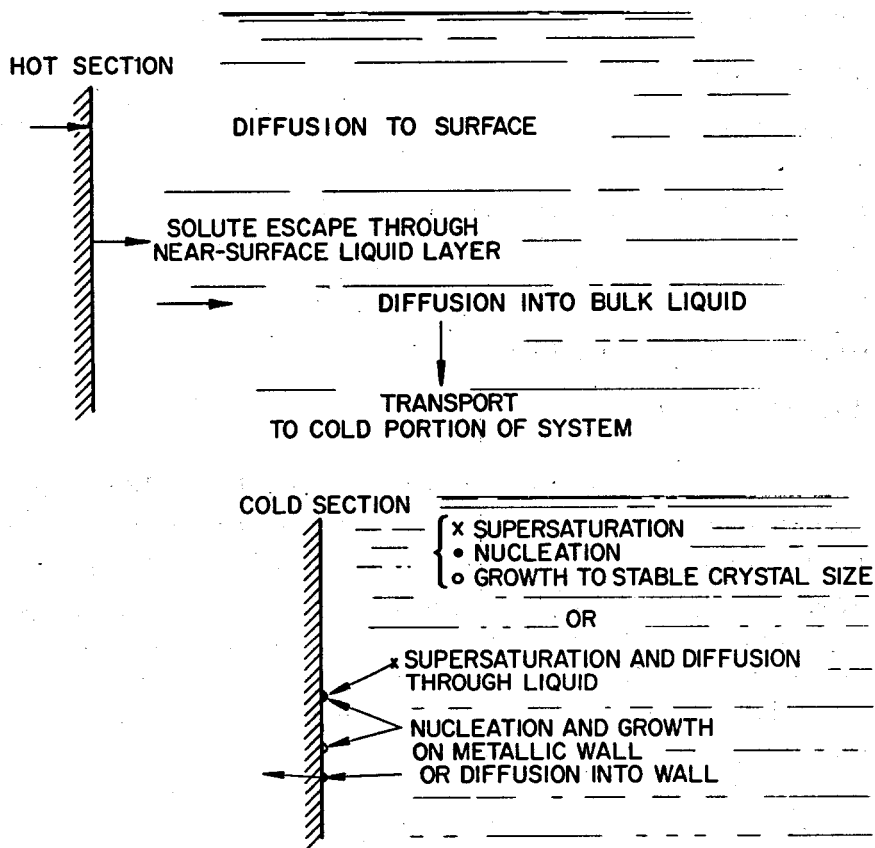 HOT SECTION
DIFFUSION TO SURFACE
SOLUTE ESCAPE THROUGH
NEAR-SURFACE LIQUID LAYER
DIFFUSION INTO BULK LIQUID
TRANSPORT
TO COLD PORTION OF SYSTEM
COLD SECTION
x SUPERSATURATION
• NUCLEATION
o GROWTH TO STABLE CRYSTAL SIZE
OR
x SUPERSATURATION AND DIFFUSION
THROUGH LIQUID
NUCLEATION AND GROWTH
ON METALLIC WALL
OR DIFFUSION INTO WALL